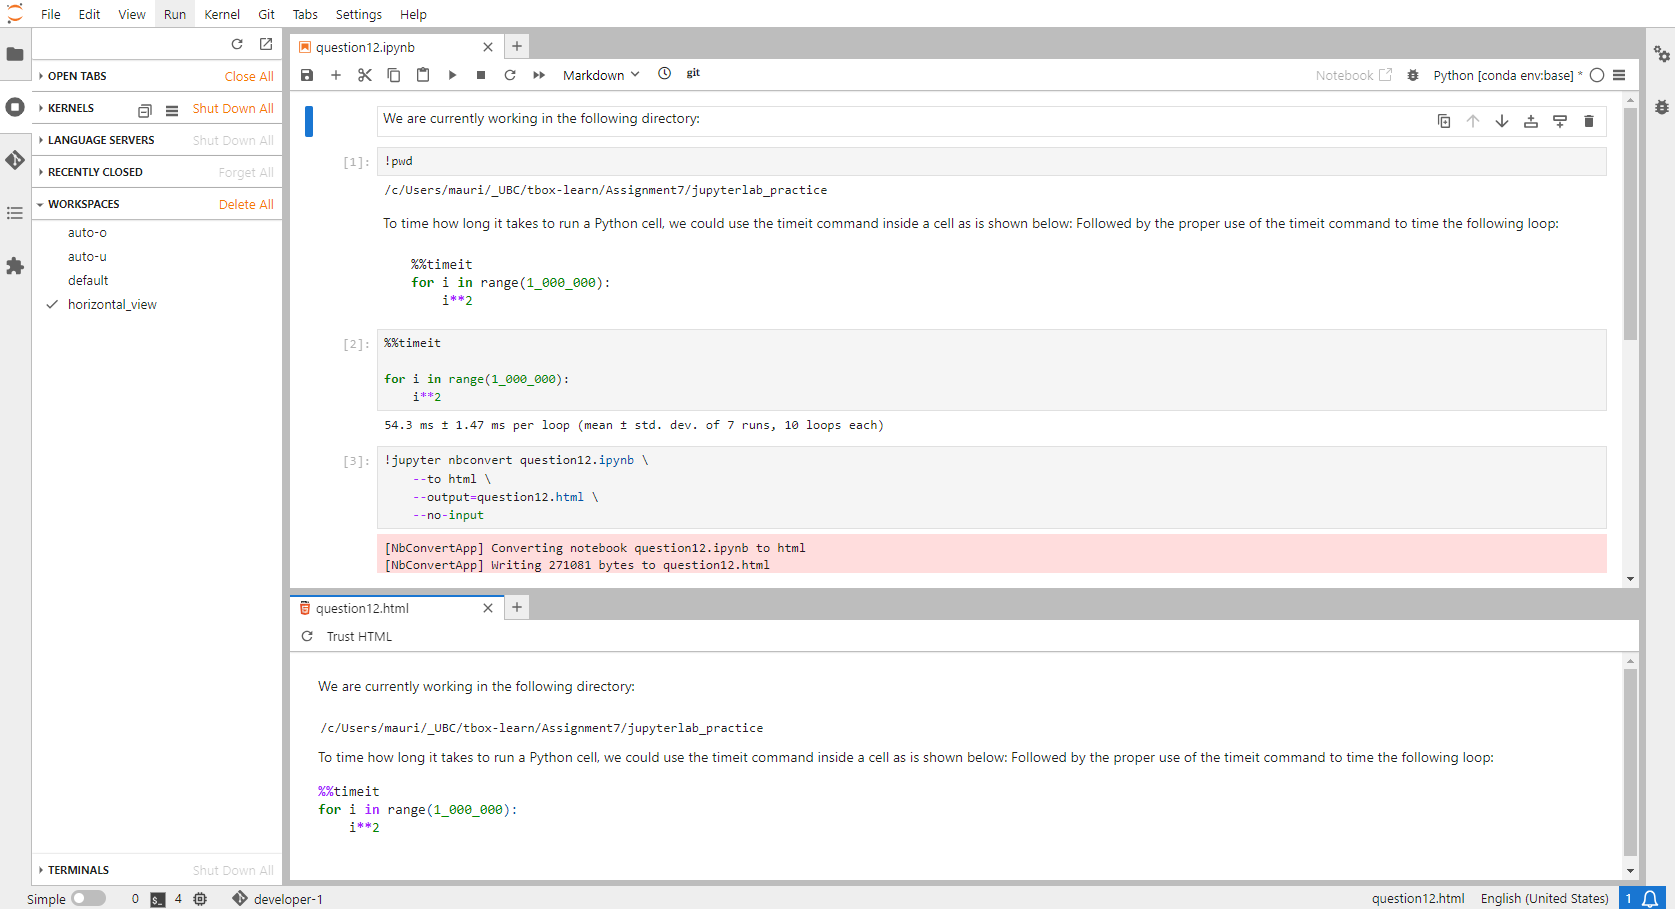 File Edit View Run Kernel Git Tabs Settings Help
OPEN TABS Close All
KERNELS Shut Down All
LANGUAGE SERVERS Shut Down All
RECENTLY CLOSED Forget All
WORKSPACES Delete All
auto-o
auto-u
default
horizontal_view
TERMINALS Shut Down All
question12.ipynb
Markdown git Notebook Python [conda env:base] *
We are currently working in the following directory:
[1]: !pwd
/c/Users/mauri/_UBC/tbox-learn/Assignment7/jupyterlab_practice
To time how long it takes to run a Python cell, we could use the timeit command inside a cell as is shown below: Followed by the proper use of the timeit command to time the following loop:
%%timeit
for i in range(1_000_000):
    i**2
[2]: %%timeit
for i in range(1_000_000):
    i**2
54.3 ms ± 1.47 ms per loop (mean ± std. dev. of 7 runs, 10 loops each)
[3]: !jupyter nbconvert question12.ipynb \
    --to html \
    --output=question12.html \
    --no-input
[NbConvertApp] Converting notebook question12.ipynb to html
[NbConvertApp] Writing 271081 bytes to question12.html
question12.html
Trust HTML
We are currently working in the following directory:
/c/Users/mauri/_UBC/tbox-learn/Assignment7/jupyterlab_practice
To time how long it takes to run a Python cell, we could use the timeit command inside a cell as is shown below: Followed by the proper use of the timeit command to time the following loop:
%%timeit
for i in range(1_000_000):
    i**2
Simple 0 $_ 4 developer-1 question12.html English (United States) 1